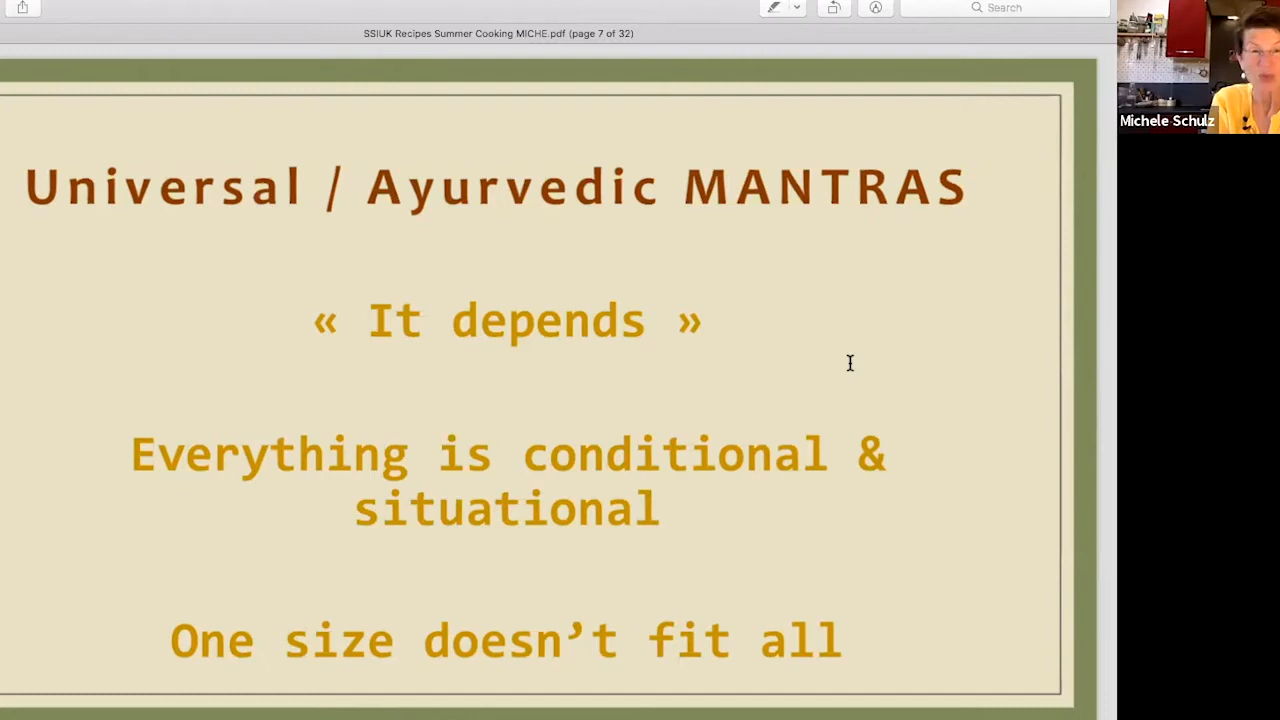 Search
SSIUK Recipes Summer Cooking MICHE.pdf (page 7 of 32)
Michele Schulz
Universal / Ayurvedic MANTRAS
« It depends »
Everything is conditional &
situational
One size doesn’t fit all